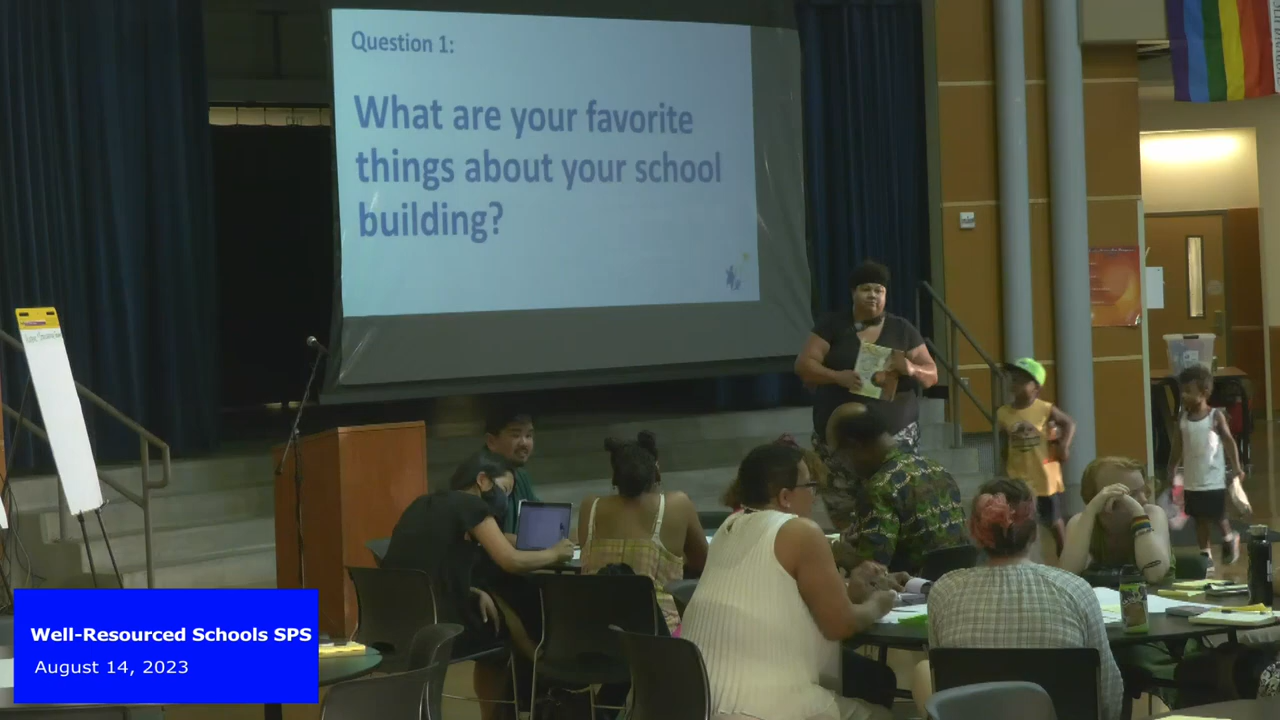 Question 1:
What are your favorite
things about your school
building?
Well-Resourced Schools SPS
August 14, 2023